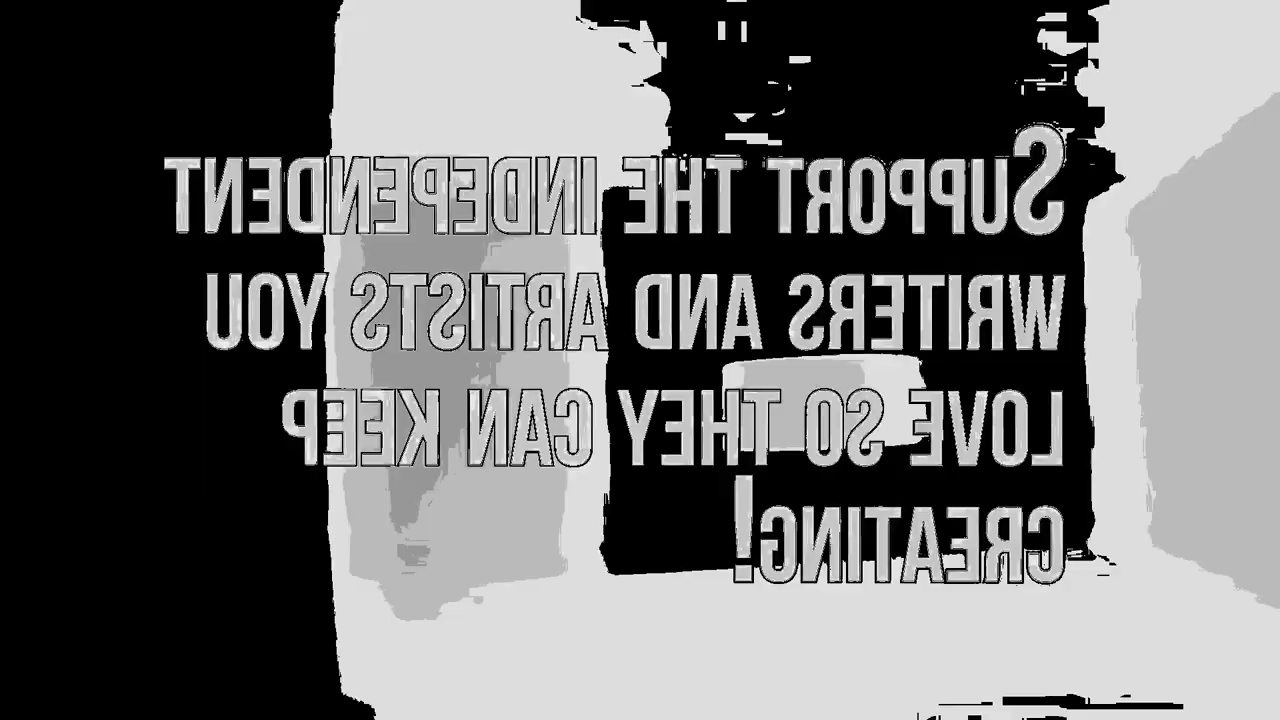 Support the independent
writers and artists you
love so they can keep
creating!